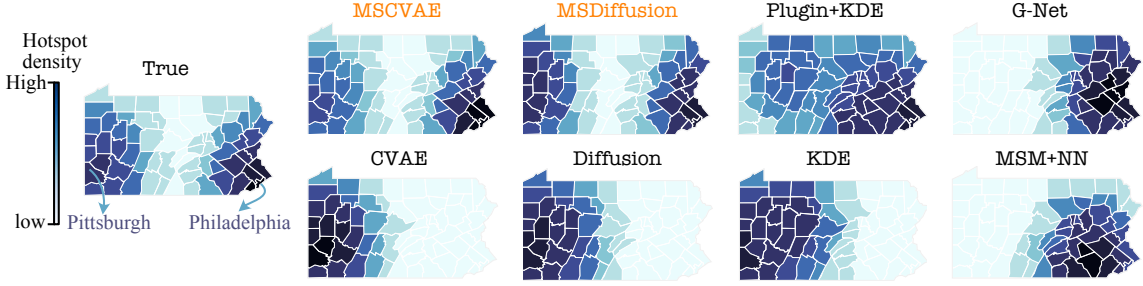 Hotspot
density
High
low
True
Pittsburgh
Philadelphia
MSCVAE
MSDiffusion
Plugin+KDE
G-Net
CVAE
Diffusion
KDE
MSM+NN